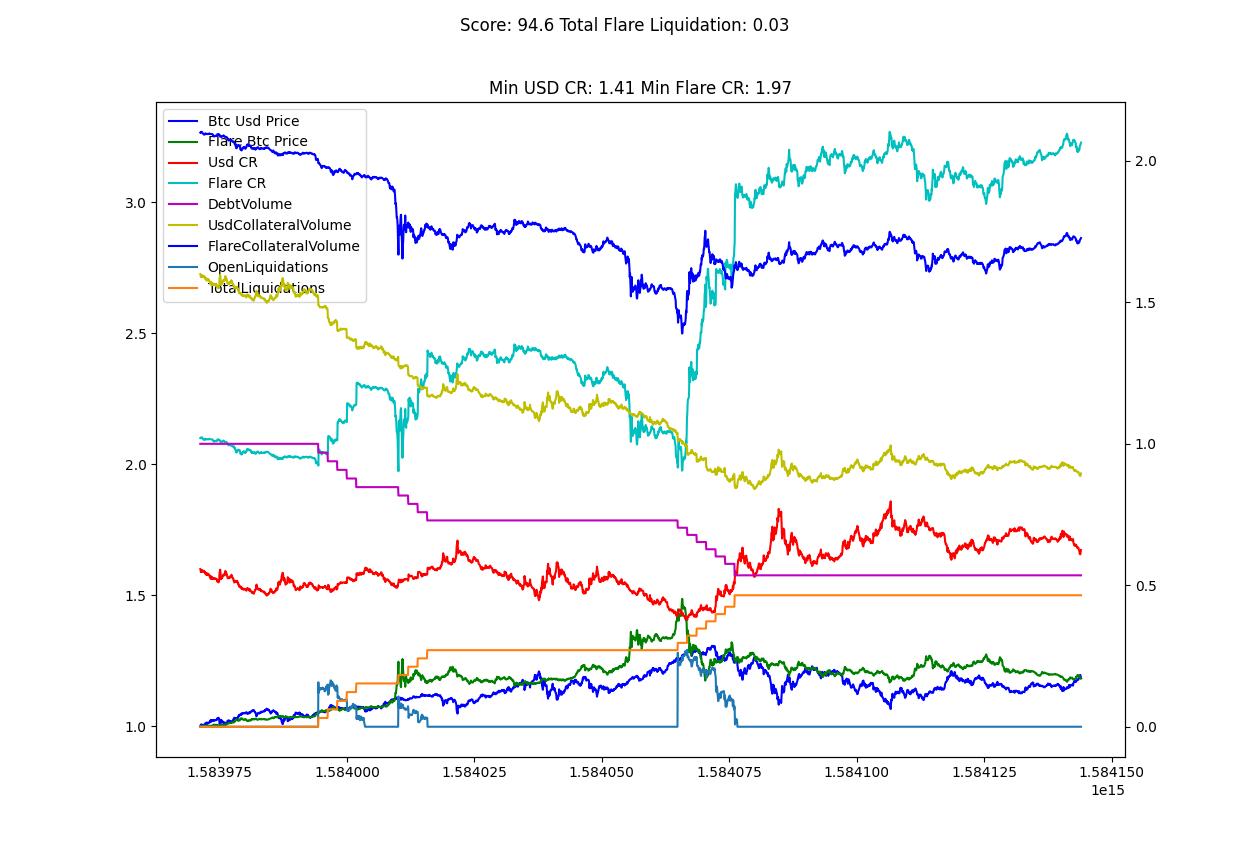 Score: 94.6 Total Flare Liquidation: 0.03
Min USD CR: 1.41 Min Flare CR: 1.97
Btc Usd Price
Flare Btc Price
Usd CR
Flare CR
DebtVolume
UsdCollateralVolume
FlareCollateralVolume
OpenLiquidations
TotalLiquidations
3.0
2.5
2.0
1.5
1.0
2.0
1.5
1.0
0.5
0.0
1.583975 1.584000 1.584025 1.584050 1.584075 1.584100 1.584125 1.584150
1e15